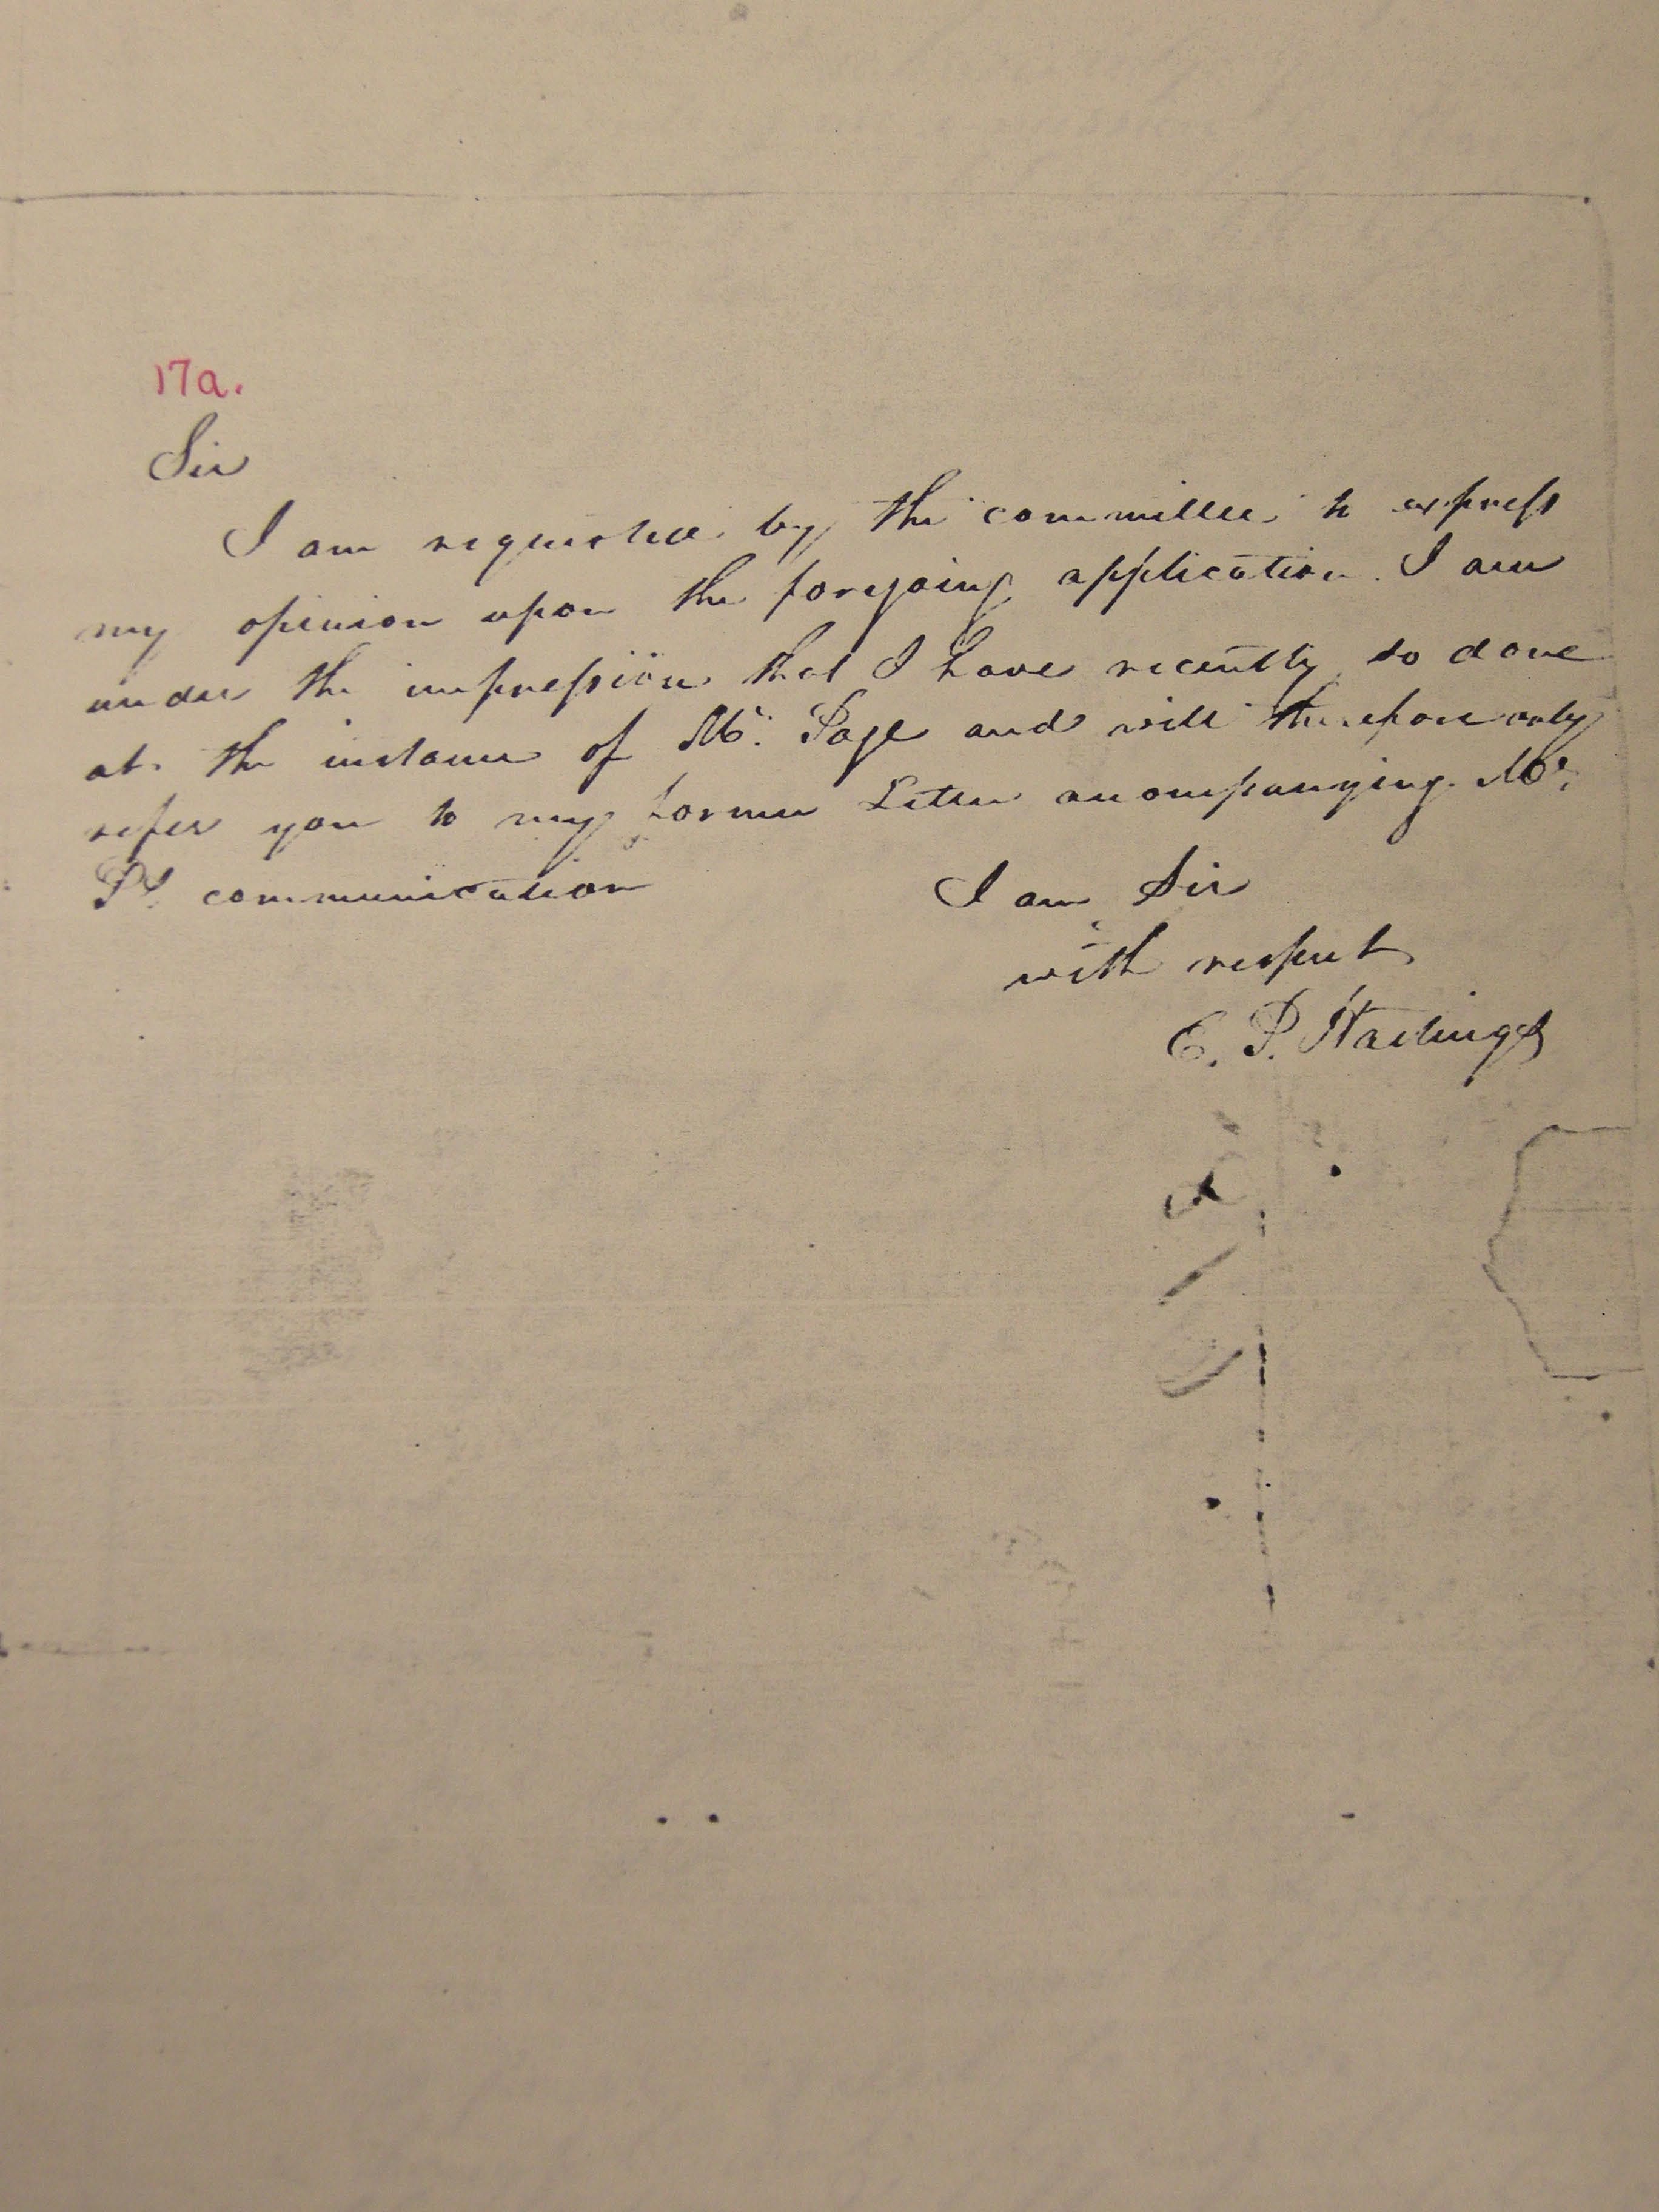 17a.
Sir
I am requested by the committee to express
my opinion upon the forgoing application. I am
under the impression that I have recently so done
at the instance of Mr. Page and will therefore only
refer you to my former Letter accompanying Mr.
Ps. communication
I am Sir
with respect
E. P. Hastings